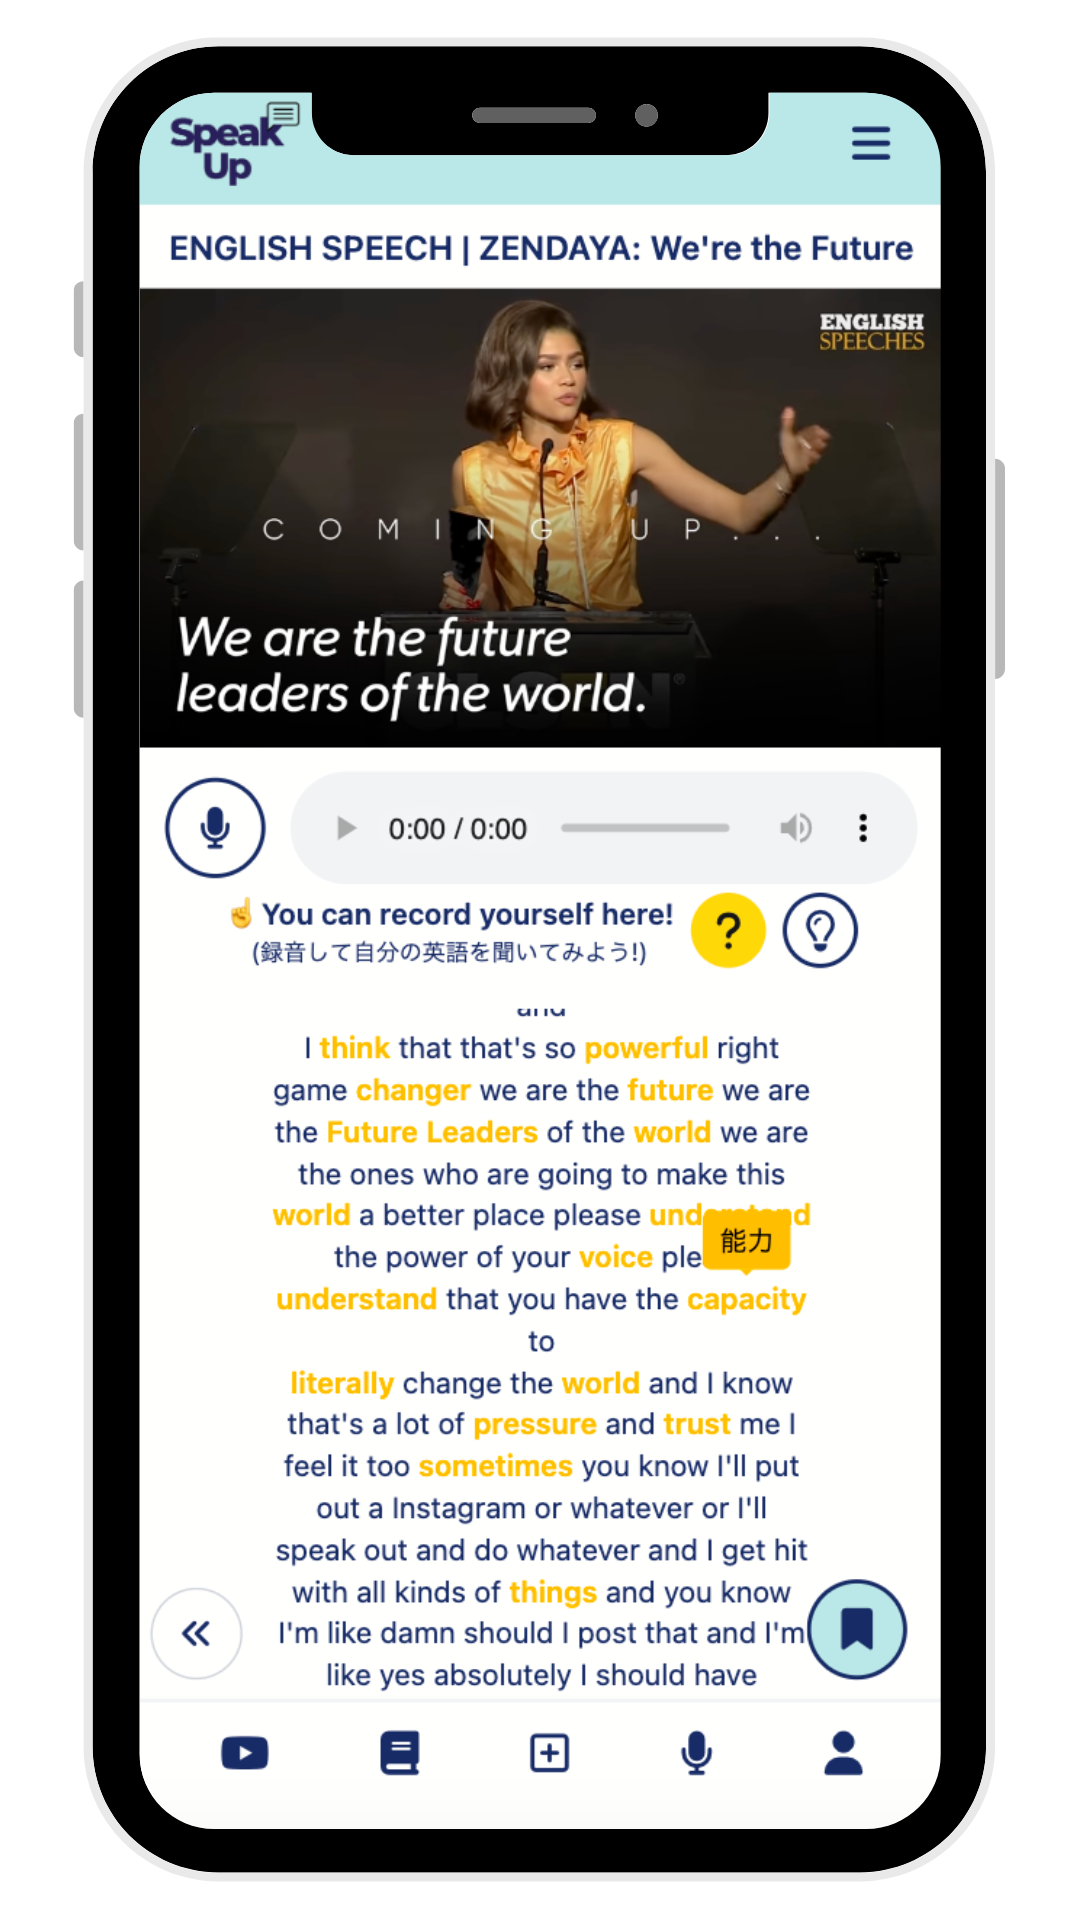 Speak
Up
ENGLISH SPEECH | ZENDAYA: We're the Future
ENGLISH
SPEECHES
COMING UP...
We are the future
leaders of the world.
0:00 / 0:00
☝️ You can record yourself here!
?
(録音して自分の英語を聞いてみよう!)
and
I think that that's so powerful right
game changer we are the future we are
the Future Leaders of the world we are
the ones who are going to make this
world a better place please understand
能力
the power of your voice ple
understand that you have the capacity
to
literally change the world and I know
that's a lot of pressure and trust me I
feel it too sometimes you know I'll put
out a Instagram or whatever or I'll
speak out and do whatever and I get hit
with all kinds of things and you know
I'm like damn should I post that and I'm
like yes absolutely I should have